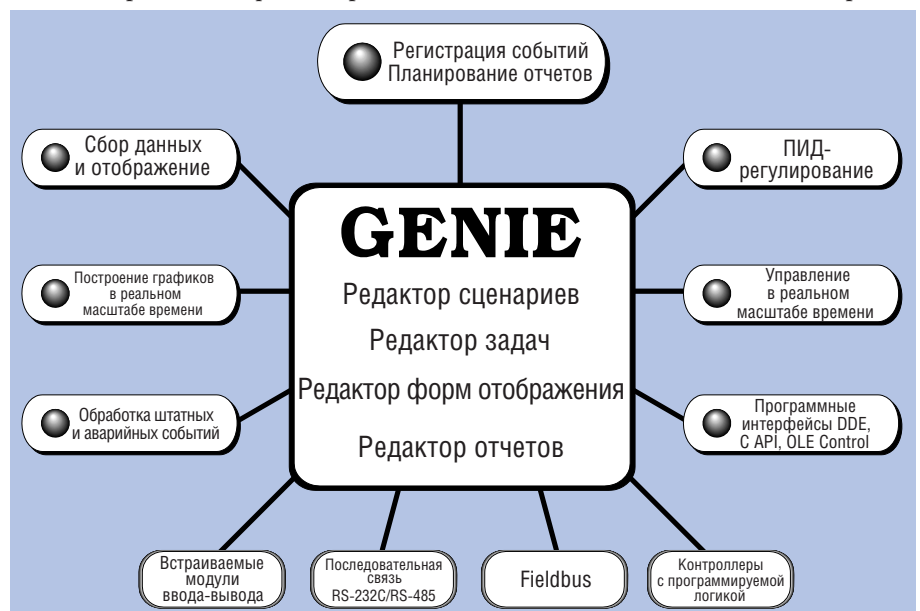 Регистрация событий
Планирование отчетов
Сбор данных
и отображение
ПИД-
регулирование
GENIE
Редактор сценариев
Редактор задач
Редактор форм отображения
Редактор отчетов
Построение графиков
в реальном
масштабе времени
Управление
в реальном
масштабе времени
Обработка штатных
и аварийных событий
Программные
интерфейсы DDE,
C API, OLE Control
Встраиваемые
модули
ввода-вывода
Последовательная
связь
RS-232C/RS-485
Fieldbus
Контроллеры
с программируемой
логикой